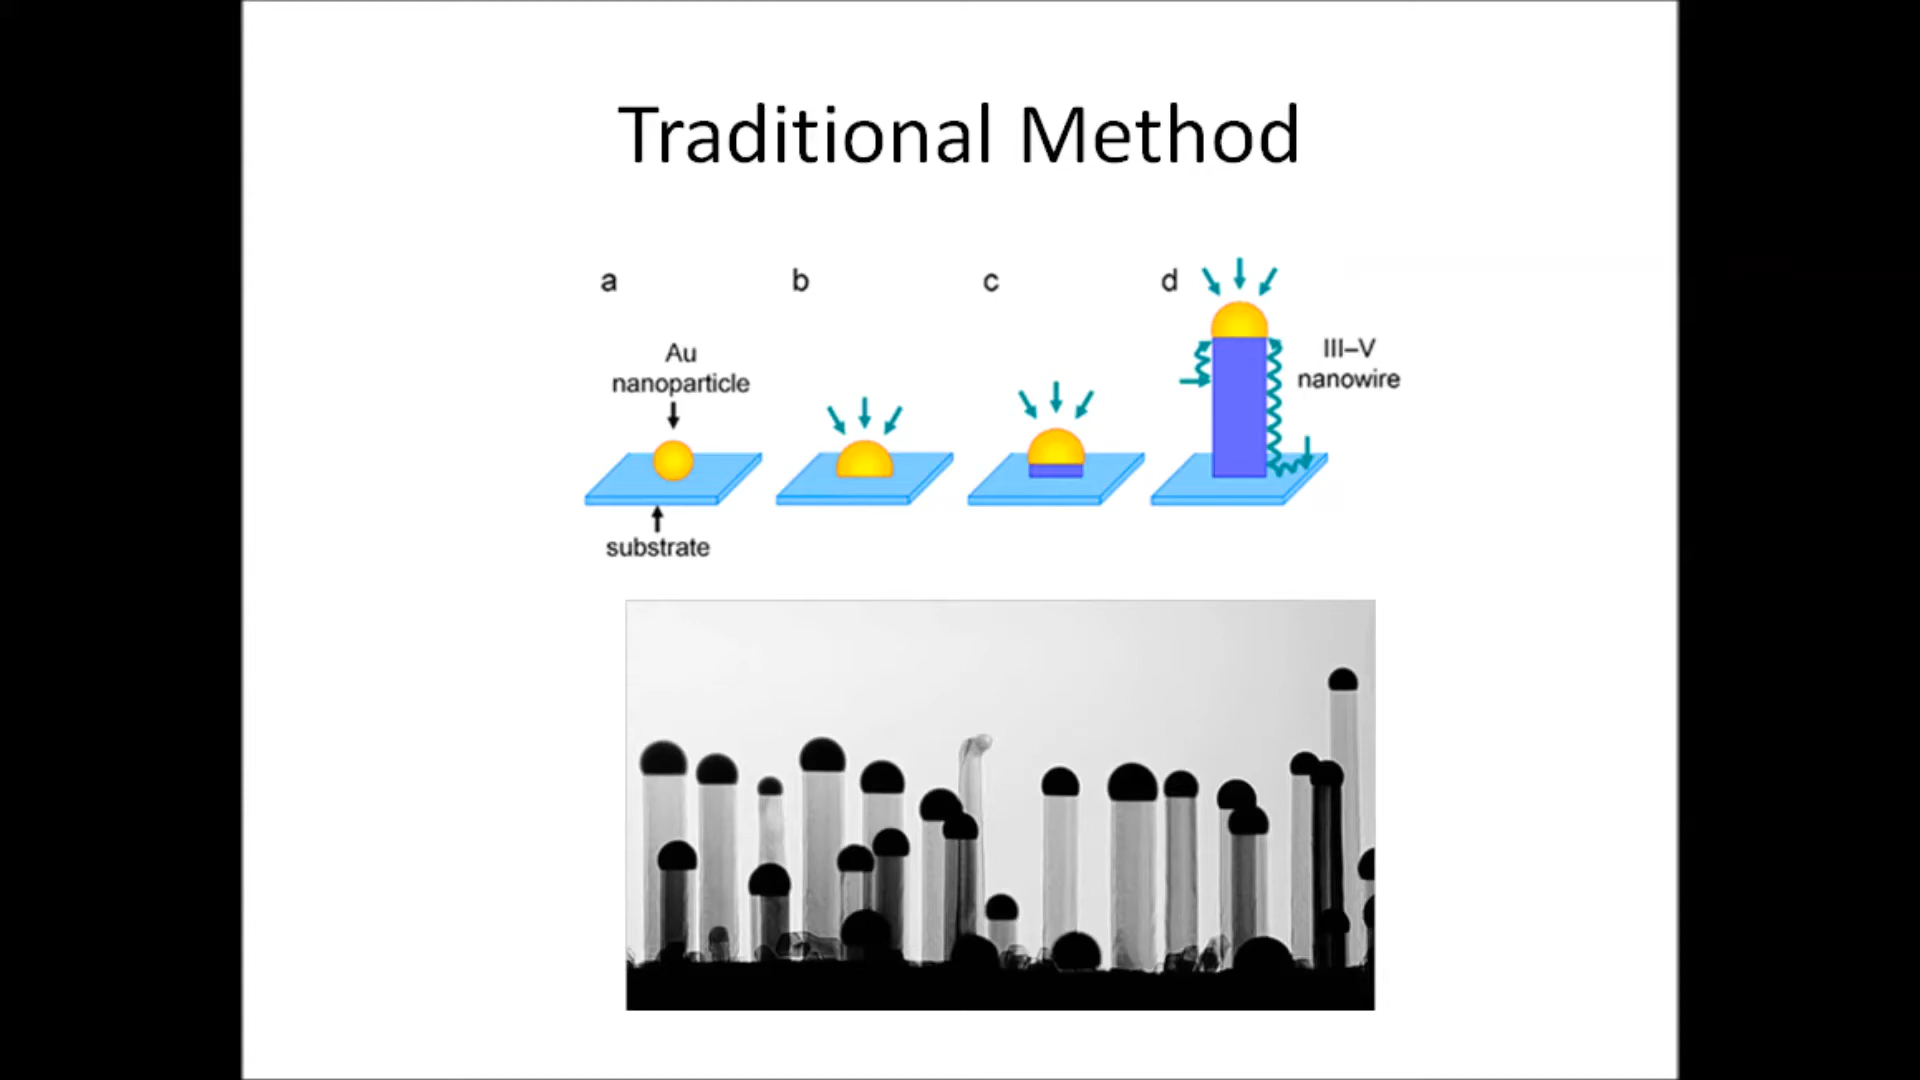 Traditional Method
a
b
c
d
Au
nanoparticle
III–V
nanowire
substrate